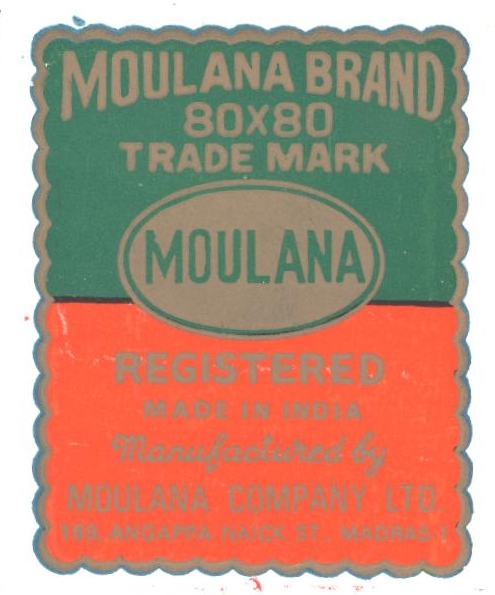 MOULANA BRAND
80X80
TRADE MARK
MOULANA
REGISTERED
MADE IN INDIA
Manufactured by
MOULANA COMPANY LTD.
169, ANGAPPA NAICK ST. MADRAS-1